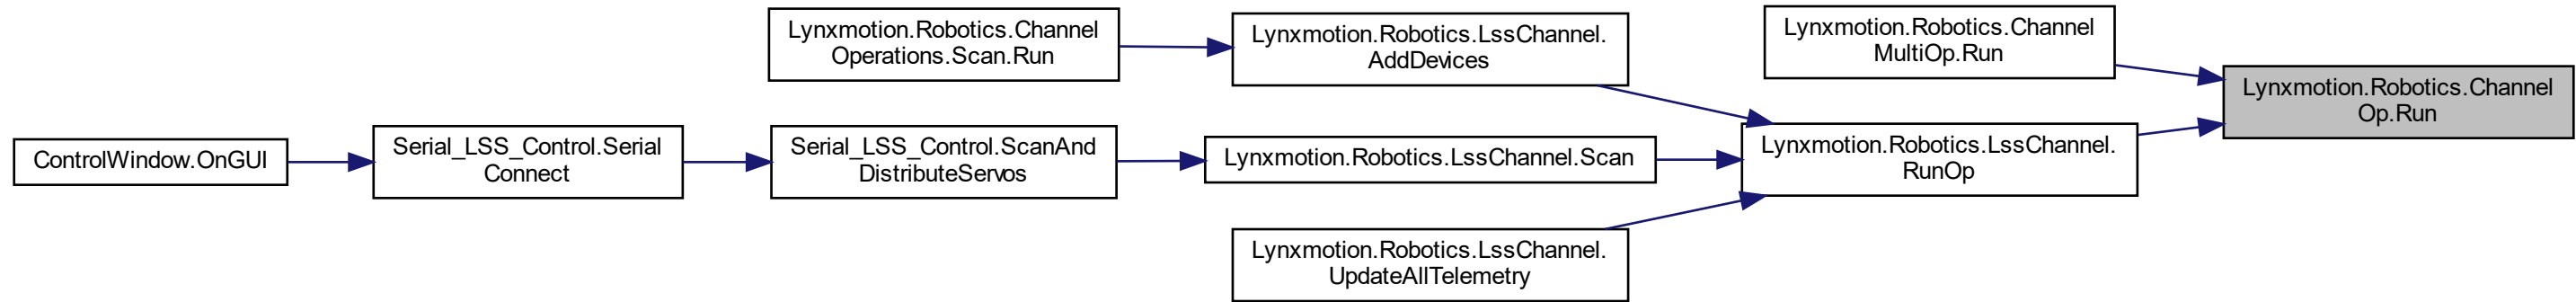 Lynxmotion.Robotics.Channel
Operations.Scan.Run
Lynxmotion.Robotics.LssChannel.
AddDevices
Lynxmotion.Robotics.Channel
MultiOp.Run
Lynxmotion.Robotics.Channel
Op.Run
ControlWindow.OnGUI
Serial_LSS_Control.Serial
Connect
Serial_LSS_Control.ScanAnd
DistributeServos
Lynxmotion.Robotics.LssChannel.Scan
Lynxmotion.Robotics.LssChannel.
RunOp
Lynxmotion.Robotics.LssChannel.
UpdateAllTelemetry